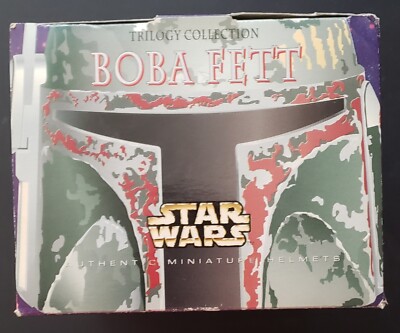 TRILOGY COLLECTION
BOBA FETT
STAR
WARS
AUTHENTIC MINIATURE HELMETS